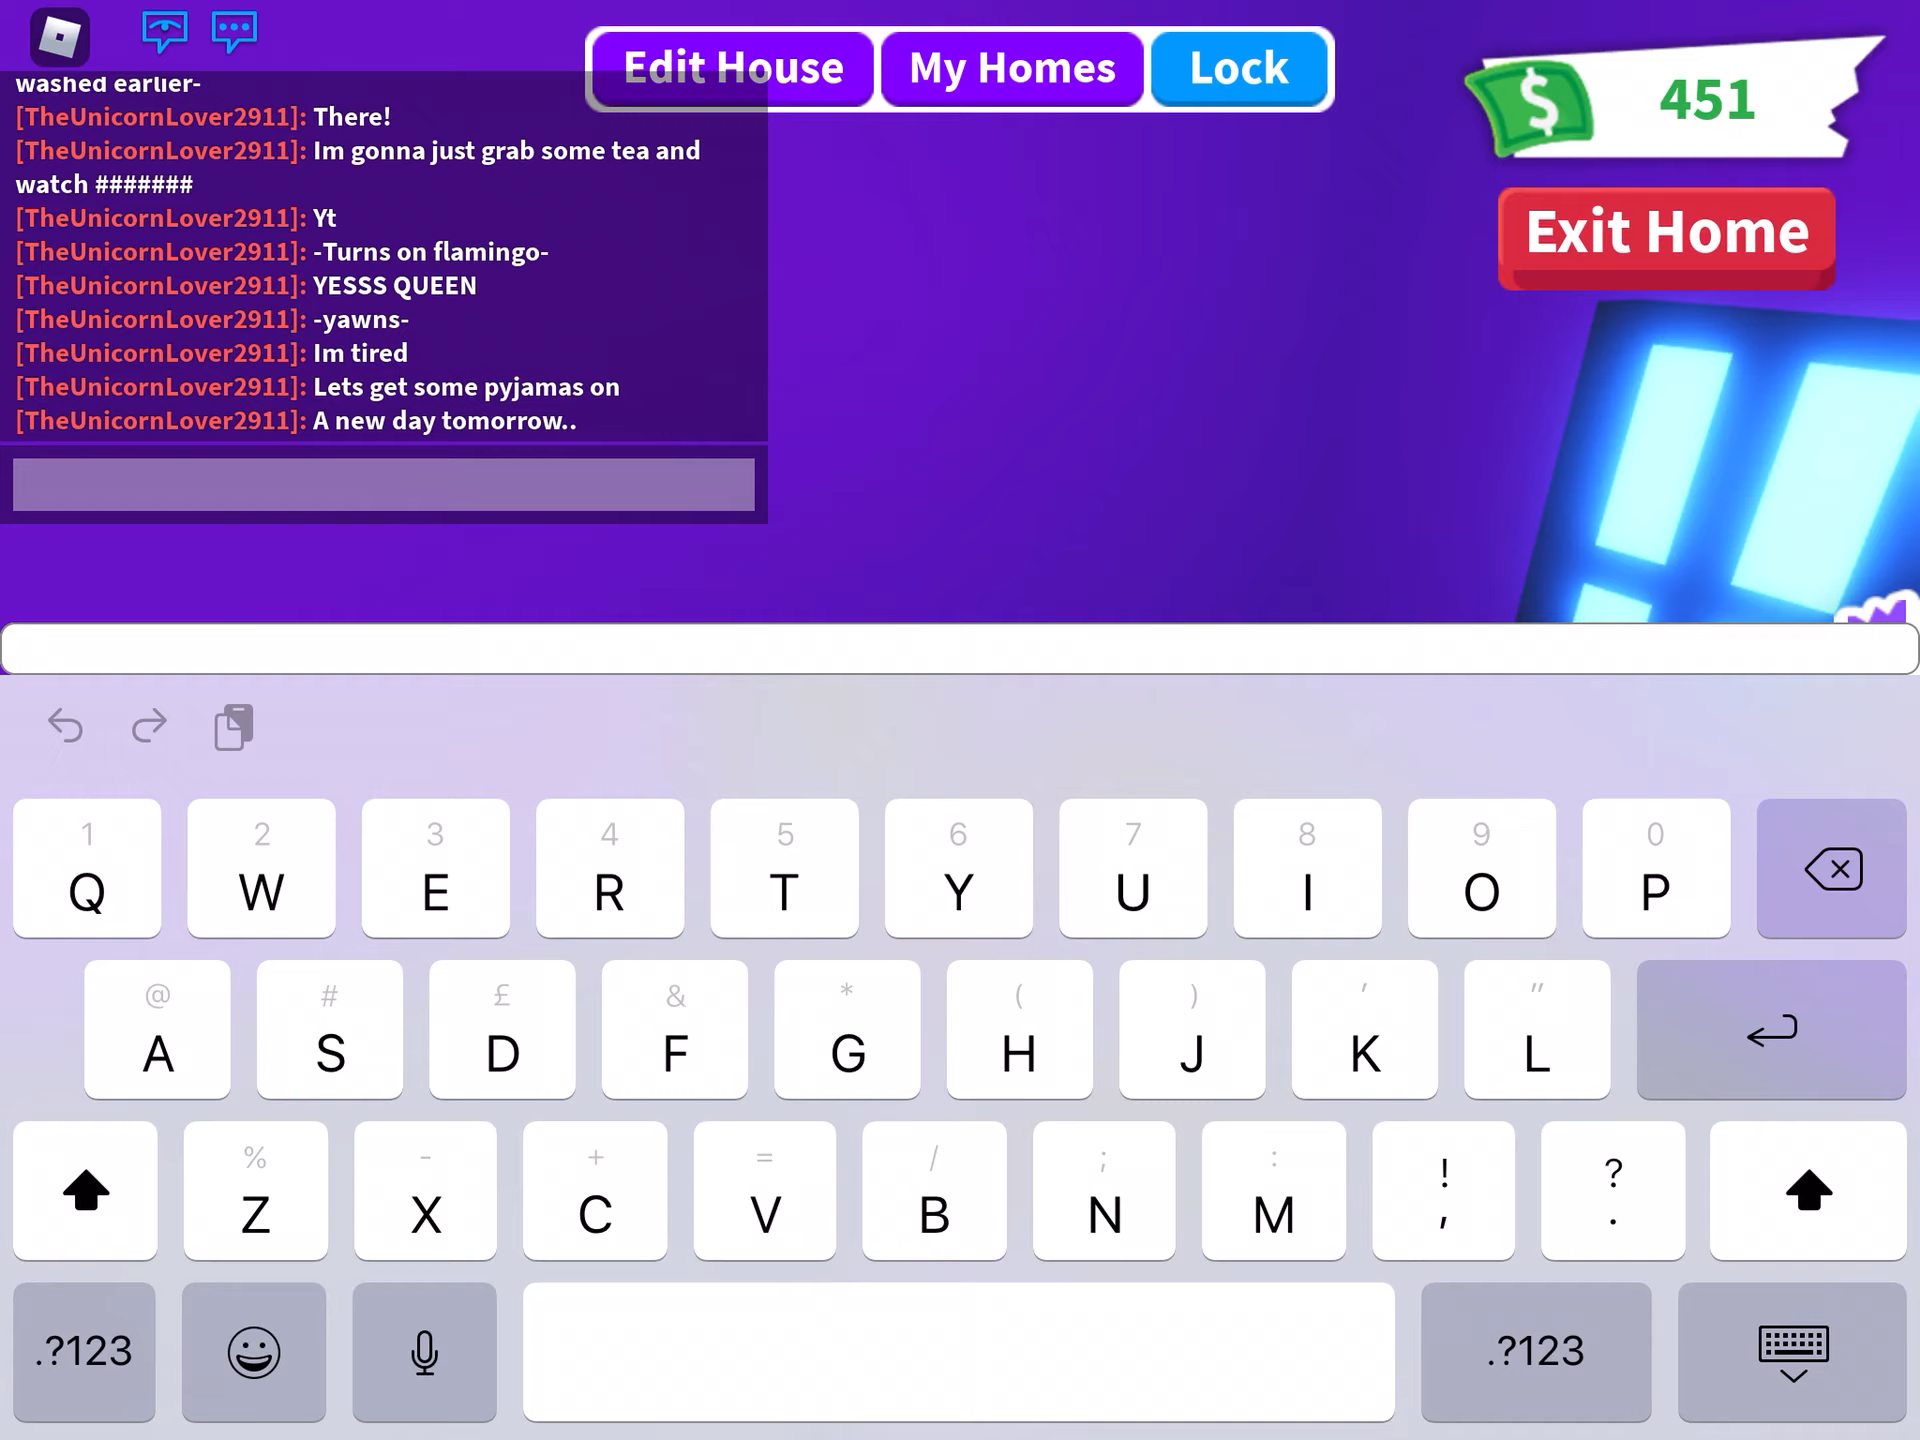 Edit House My Homes Lock
451
Exit Home
washed earlier-
[TheUnicornLover2911]: There!
[TheUnicornLover2911]: Im gonna just grab some tea and
watch #######
[TheUnicornLover2911]: Yt
[TheUnicornLover2911]: -Turns on flamingo-
[TheUnicornLover2911]: YESSS QUEEN
[TheUnicornLover2911]: -yawns-
[TheUnicornLover2911]: Im tired
[TheUnicornLover2911]: Lets get some pyjamas on
[TheUnicornLover2911]: A new day tomorrow..
1 2 3 4 5 6 7 8 9 0
Q W E R T Y U I O P
@ # £ & * ( ) ' "
A S D F G H J K L
% - + = / ; : ! ?
Z X C V B N M , .
.?123 .?123